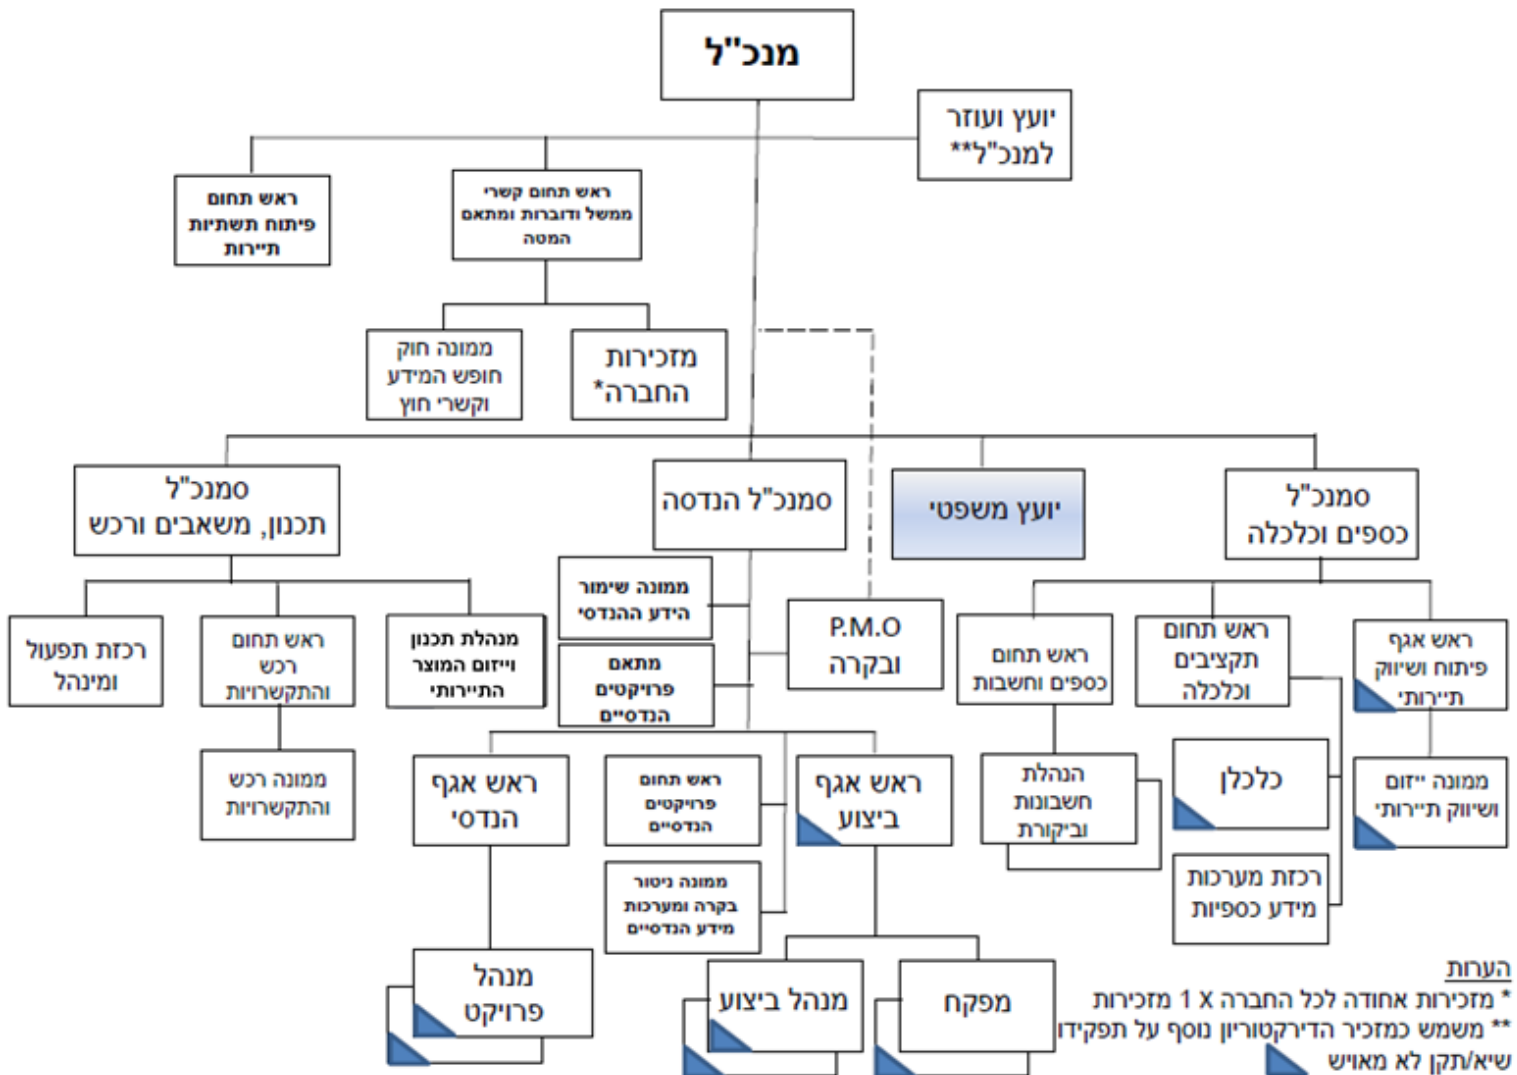 מנכ"ל
יועץ ועוזר
למנכ"ל**
ראש תחום קשרי
ממשל ודוברות ומתאם
המטה
ראש תחום
פיתוח תשתיות
תיירות
מזכירות
החברה*
ממונה חוק
חופש המידע
וקשרי חוץ
סמנכ"ל
כספים וכלכלה
יועץ משפטי
סמנכ"ל הנדסה
סמנכ"ל
תכנון, משאבים ורכש
ראש אגף
פיתוח ושיווק
תיירותי
ראש תחום
תקציבים
וכלכלה
ראש תחום
כספים וחשבות
P.M.O
ובקרה
ממונה שימור
הידע ההנדסי
מתאם
פרויקטים
הנדסיים
מנהלת תכנון
וייזום המוצר
התיירותי
ראש תחום
רכש
והתקשרויות
רכזת תפעול
ומינהל
ממונה ייזום
ושיווק תיירותי
כלכלן
הנהלת
חשבונות
וביקורת
ראש אגף
ביצוע
ראש תחום
פרויקטים
הנדסיים
ראש אגף
הנדסי
ממונה רכש
והתקשרויות
רכזת מערכות
מידע כספיות
ממונה ניטור
בקרה ומערכות
מידע הנדסיים
מפקח
מנהל ביצוע
מנהל
פרויקט
הערות
* מזכירות אחודה לכל החברה X 1 מזכירות
** משמש כמזכיר הדירקטוריון נוסף על תפקידו
שיא/תקן לא מאויש